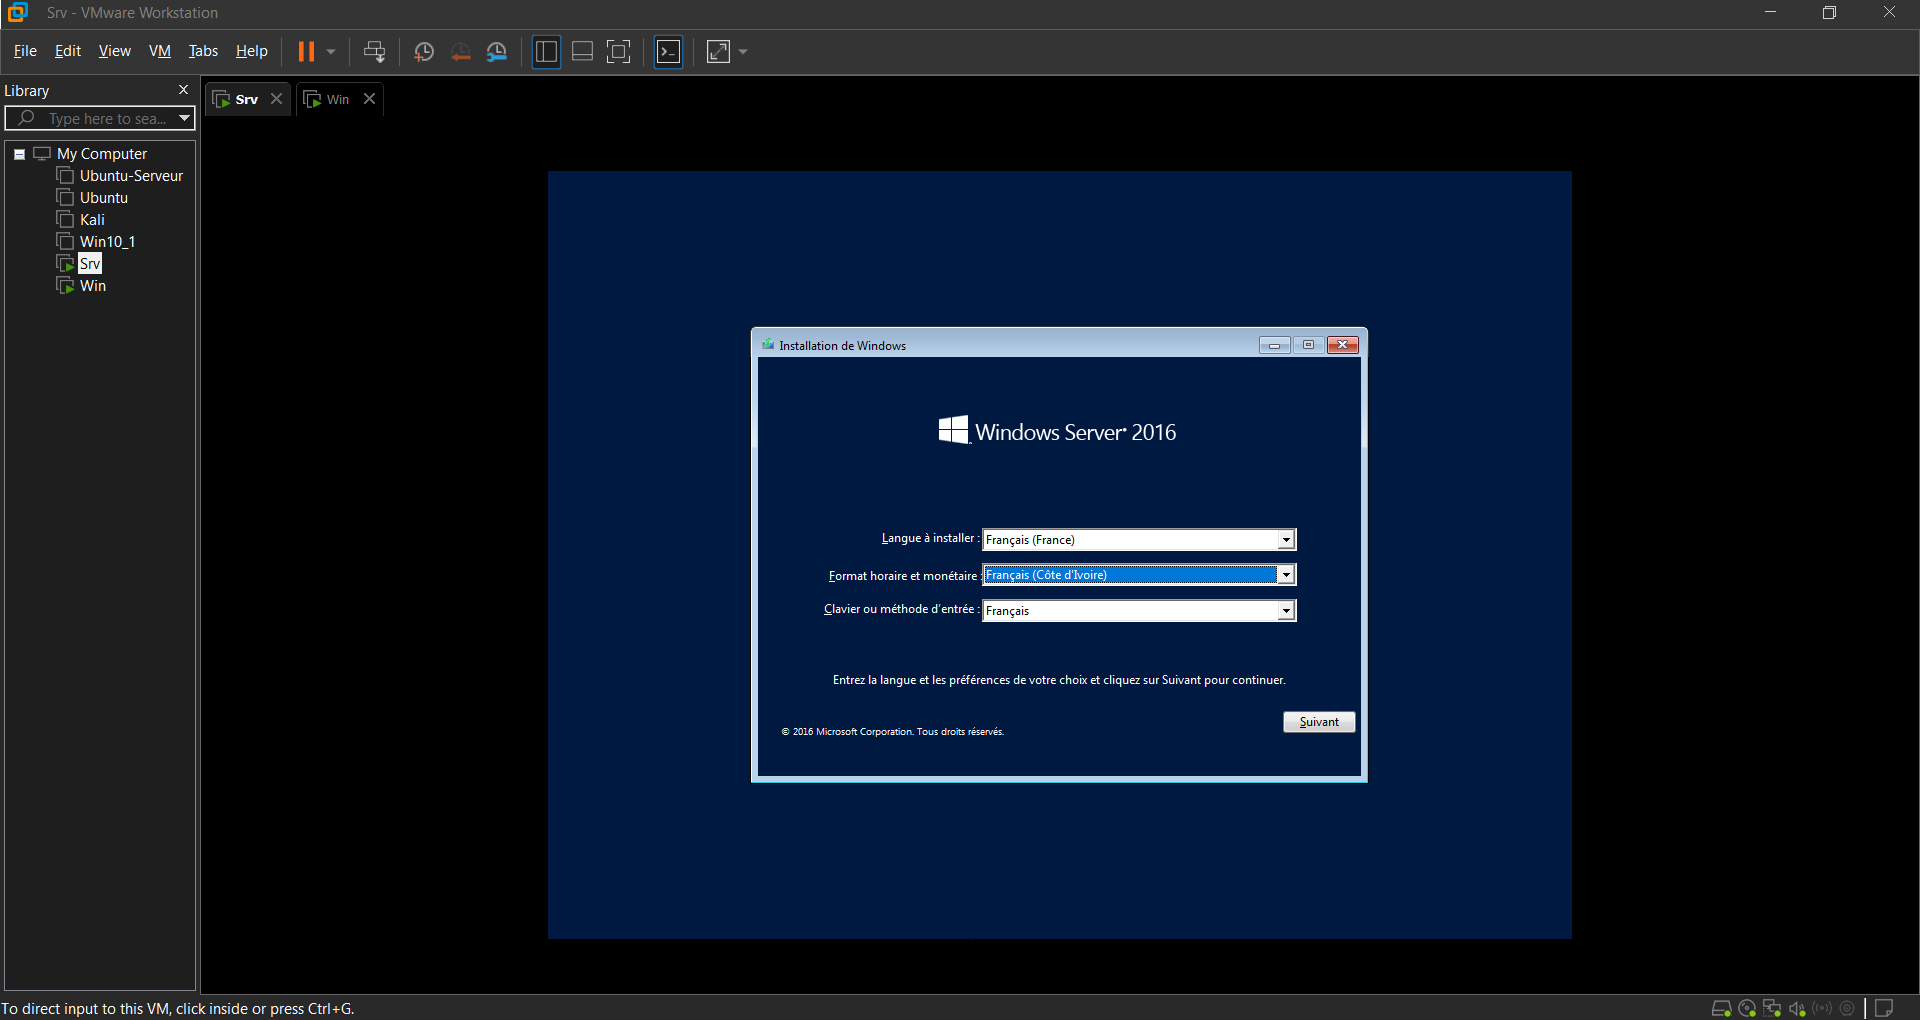 Srv - VMware Workstation
File Edit View VM Tabs Help
Library
Srv Win
Type here to sea...
My Computer
Ubuntu-Serveur
Ubuntu
Kali
Win10_1
Srv
Win
Installation de Windows
Windows Server® 2016
Langue à installer : Français (France)
Format horaire et monétaire : Français (Côte d'Ivoire)
Clavier ou méthode d'entrée : Français
Entrez la langue et les préférences de votre choix et cliquez sur Suivant pour continuer.
Suivant
© 2016 Microsoft Corporation. Tous droits réservés.
To direct input to this VM, click inside or press Ctrl+G.